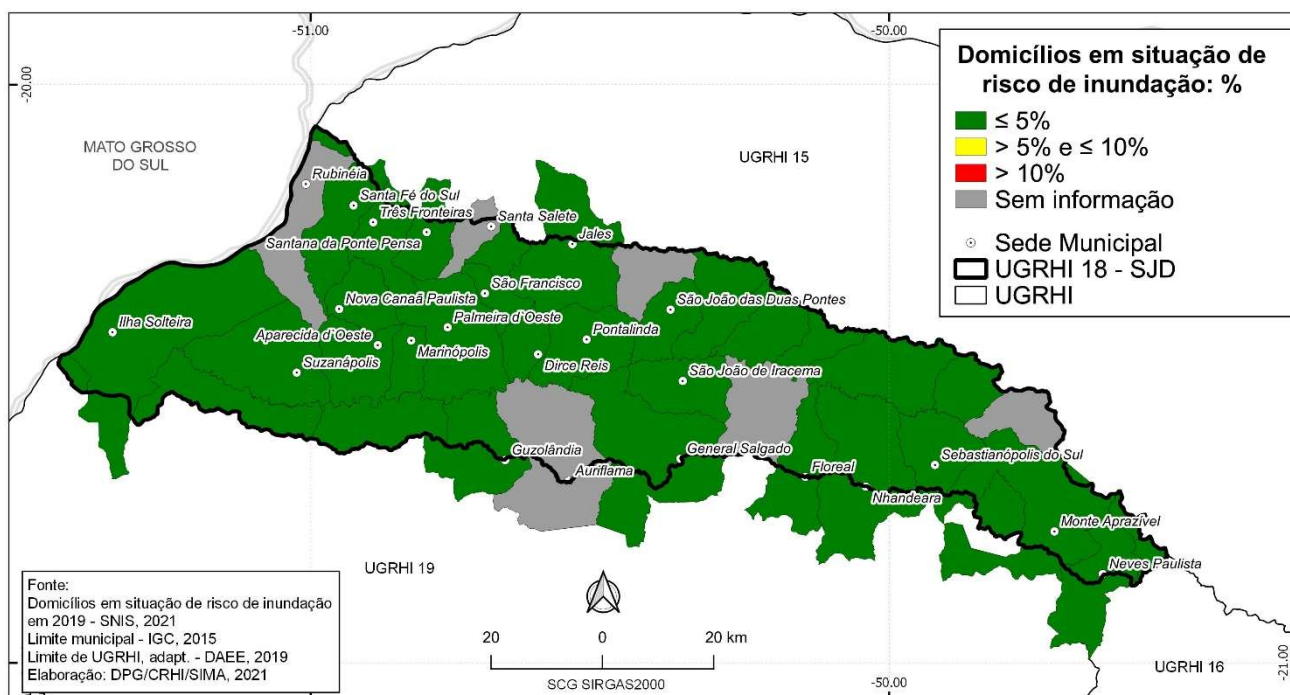 -51.00
-50.00
-20.00
Domicílios em situação de
risco de inundação: %
≤ 5%
> 5% e ≤ 10%
> 10%
Sem informação
Sede Municipal
UGRHI 18 - SJD
UGRHI
MATO GROSSO
DO SUL
UGRHI 15
Rubinéia
Santa Fé do Sul
Três Fronteiras
Santa Salete
Santana da Ponte Pensa
Jales
São Francisco
Nova Canaã Paulista
São João das Duas Pontes
Ilha Solteira
Palmeira d'Oeste
Aparecida d'Oeste
Pontalinda
Marinópolis
Suzanápolis
Dirce Reis
São João de Iracema
General Salgado
Guzolândia
Floreal
Sebastianópolis do Sul
Auriflama
Nhandeara
Monte Aprazível
Neves Paulista
UGRHI 19
Fonte:
Domicílios em situação de risco de inundação
em 2019 - SNIS, 2021
Limite municipal - IGC, 2015
Limite de UGRHI, adapt. - DAEE, 2019
Elaboração: DPG/CRHI/SIMA, 2021
20 0 20 km
SCG SIRGAS2000
UGRHI 16
-21.00
-50.00